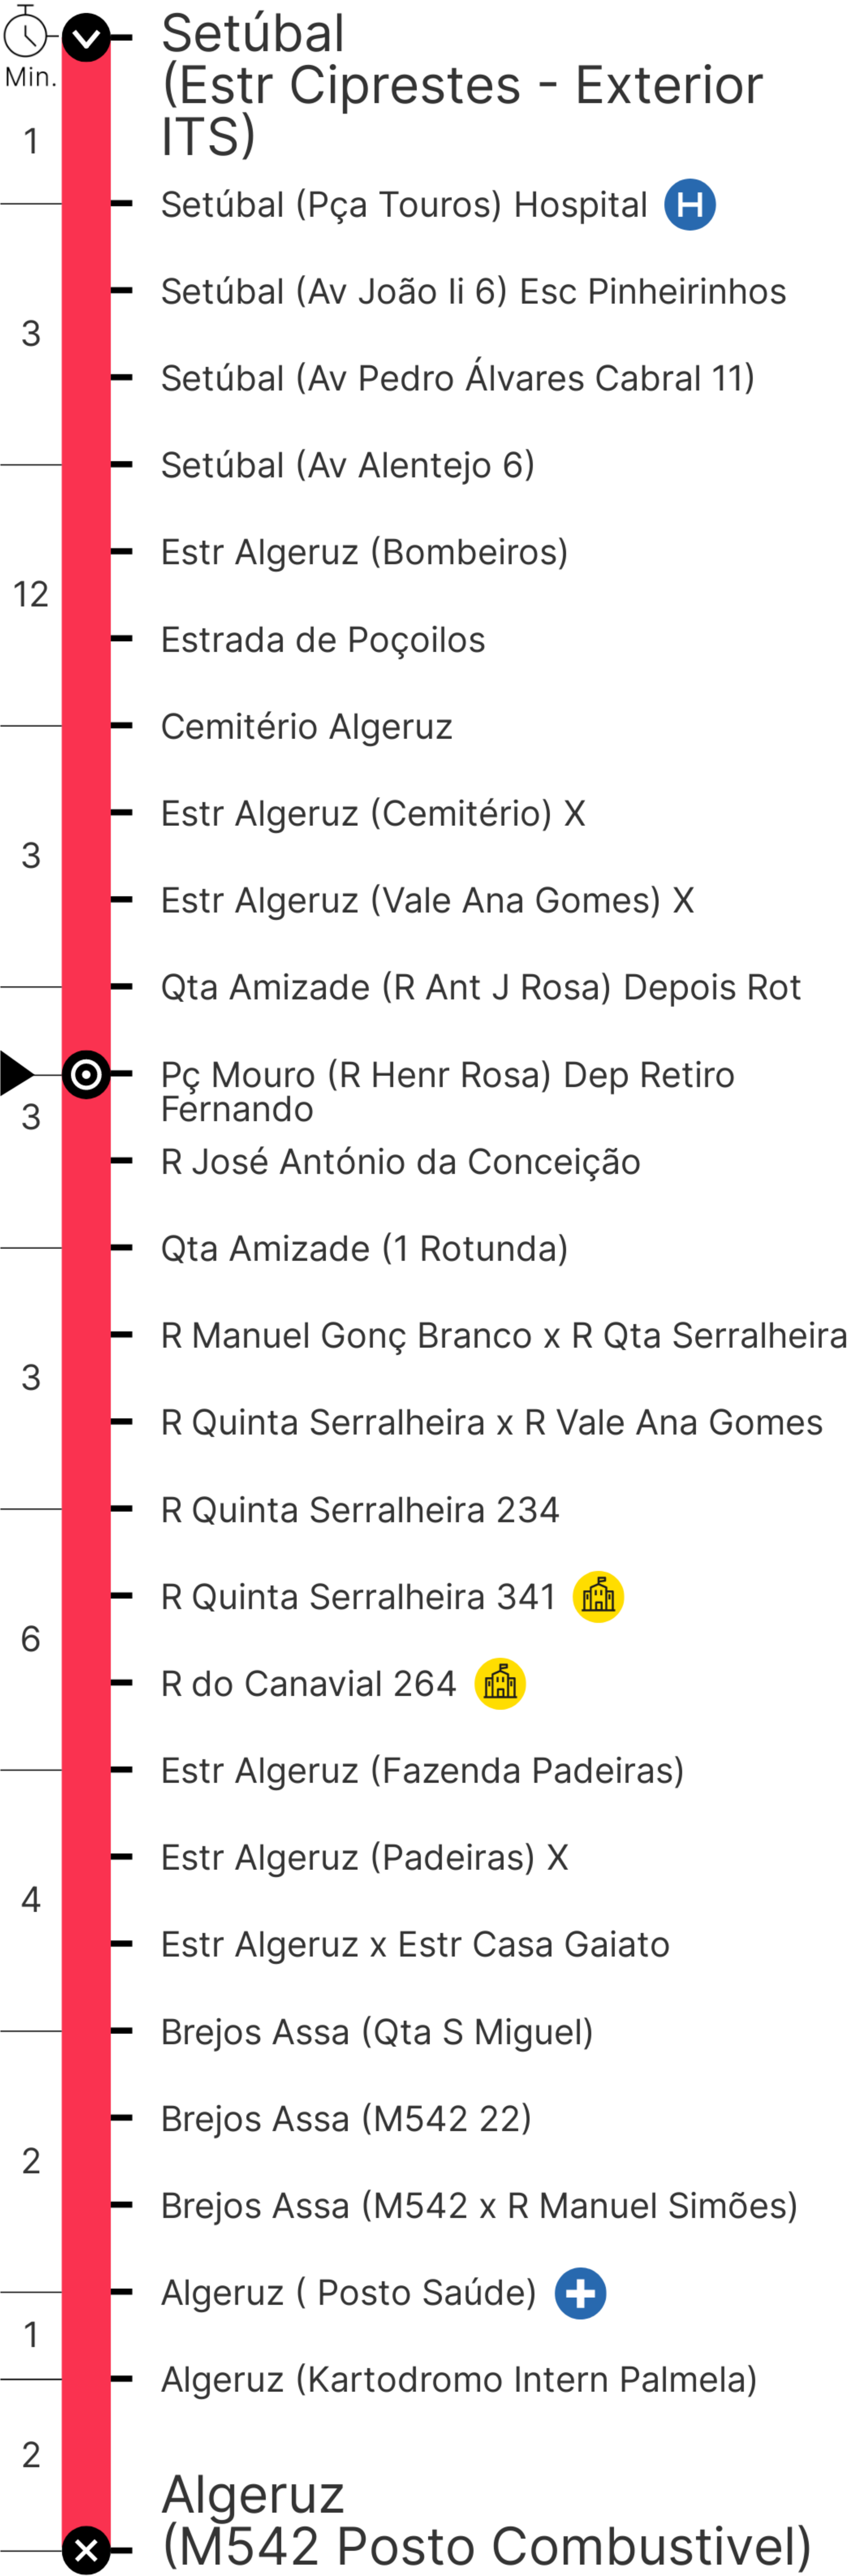 Setúbal
(Estr Ciprestes - Exterior
ITS)
Min.
1
Setúbal (Pça Touros) Hospital H
Setúbal (Av João Ii 6) Esc Pinheirinhos
3
Setúbal (Av Pedro Álvares Cabral 11)
Setúbal (Av Alentejo 6)
Estr Algeruz (Bombeiros)
12
Estrada de Poçoilos
Cemitério Algeruz
Estr Algeruz (Cemitério) X
3
Estr Algeruz (Vale Ana Gomes) X
Qta Amizade (R Ant J Rosa) Depois Rot
Pç Mouro (R Henr Rosa) Dep Retiro
Fernando
3
R José António da Conceição
Qta Amizade (1 Rotunda)
R Manuel Gonç Branco x R Qta Serralheira
3
R Quinta Serralheira x R Vale Ana Gomes
R Quinta Serralheira 234
R Quinta Serralheira 341
6
R do Canavial 264
Estr Algeruz (Fazenda Padeiras)
Estr Algeruz (Padeiras) X
4
Estr Algeruz x Estr Casa Gaiato
Brejos Assa (Qta S Miguel)
Brejos Assa (M542 22)
2
Brejos Assa (M542 x R Manuel Simões)
Algeruz ( Posto Saúde)
1
Algeruz (Kartodromo Intern Palmela)
2
Algeruz
(M542 Posto Combustivel)